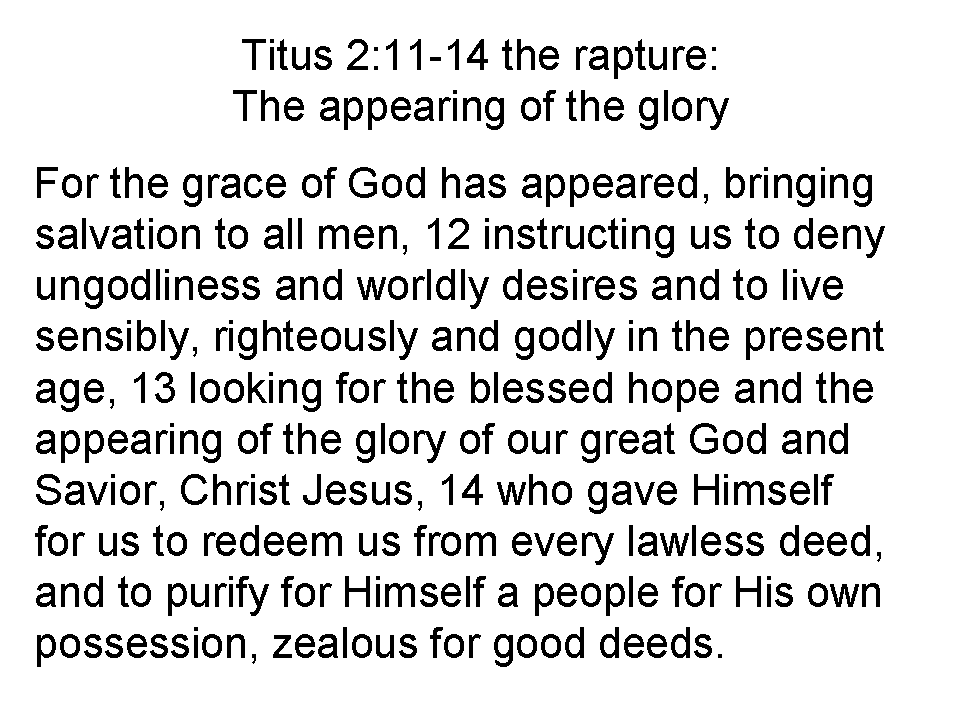 Titus 2:11-14 the rapture:
The appearing of the glory
For the grace of God has appeared, bringing
salvation to all men, 12 instructing us to deny
ungodliness and worldly desires and to live
sensibly, righteously and godly in the present
age, 13 looking for the blessed hope and the
appearing of the glory of our great God and
Savior, Christ Jesus, 14 who gave Himself
for us to redeem us from every lawless deed,
and to purify for Himself a people for His own
possession, zealous for good deeds.